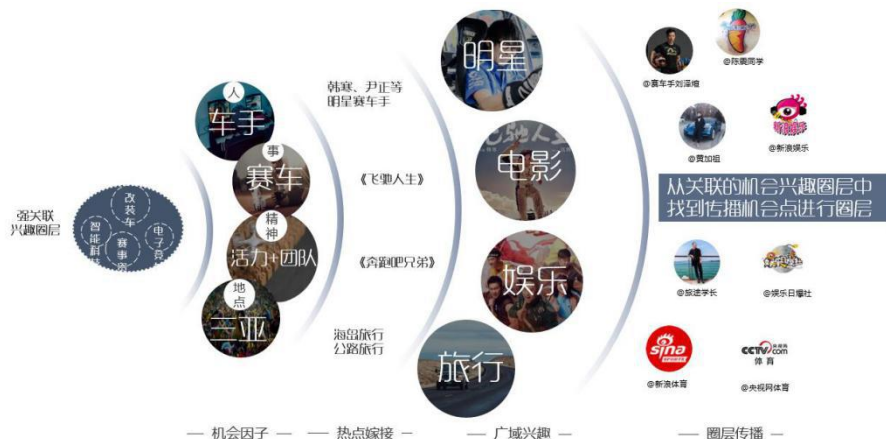 强关联
兴趣圈层
改装车
智能科技
电子竞
人
车手
事
赛车
精神
活力+团队
地点
三亚
韩寒、尹正等
明星赛车手
《飞驰人生》
《奔跑吧兄弟》
海岛旅行
公路旅行
明星
电影
娱乐
旅行
@赛车手刘泽煊
@陈震同学
@贾加祖
@新浪娱乐
从关联的机会兴趣圈层中
找到传播机会点进行圈层
@旅途学长
@娱乐日爆社
sina
SPORTS
@新浪体育
CCTV.com
央视网
体育
@央视网体育
机会因子
热点嫁接
广域兴趣
圈层传播